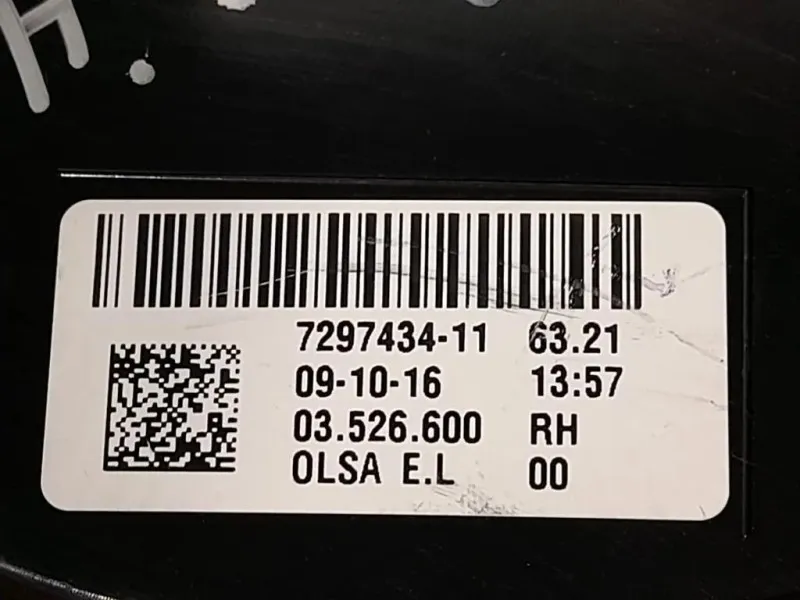 H.
7297434-11 63.21
09-10-16 13:57
03.526.600 RH
OLSA E.L 00